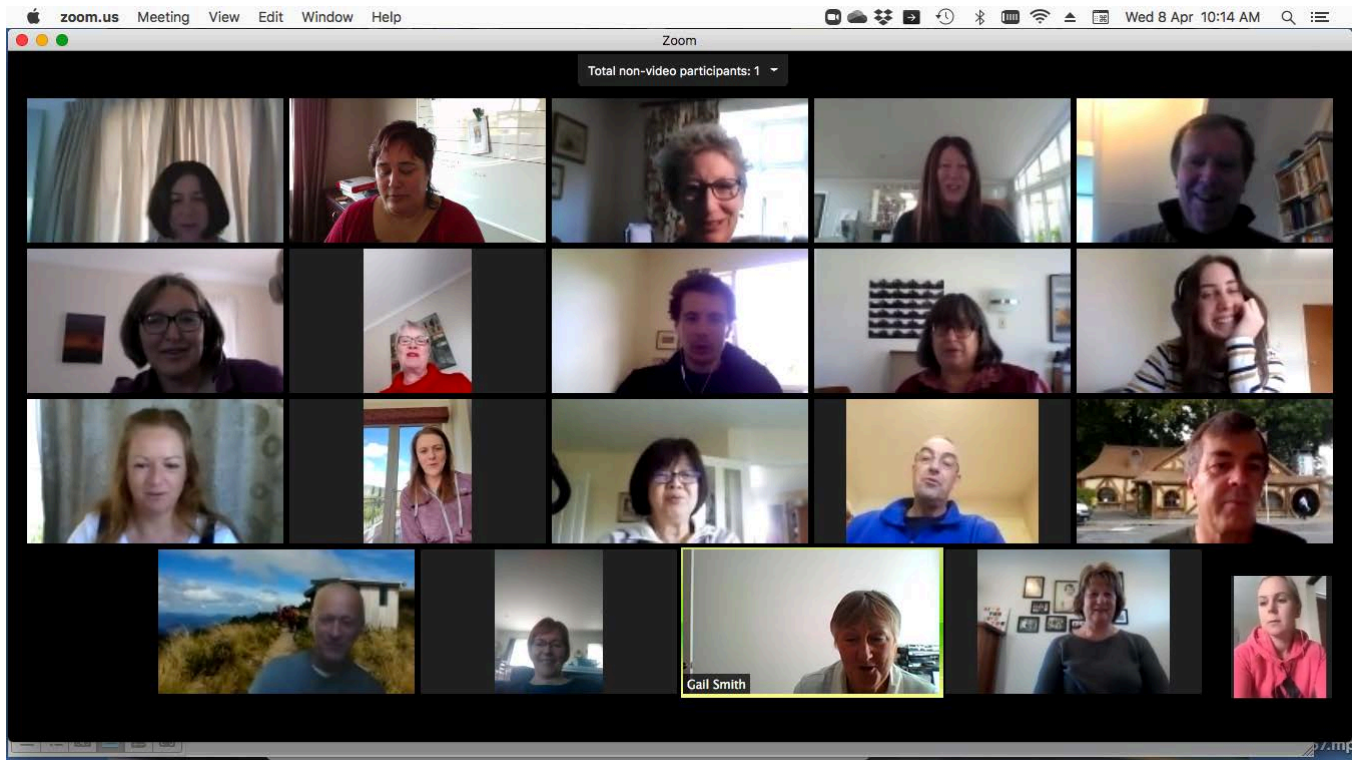 zoom.us Meeting View Edit Window Help Wed 8 Apr 10:14 AM
Zoom
Total non-video participants: 1
Gail Smith